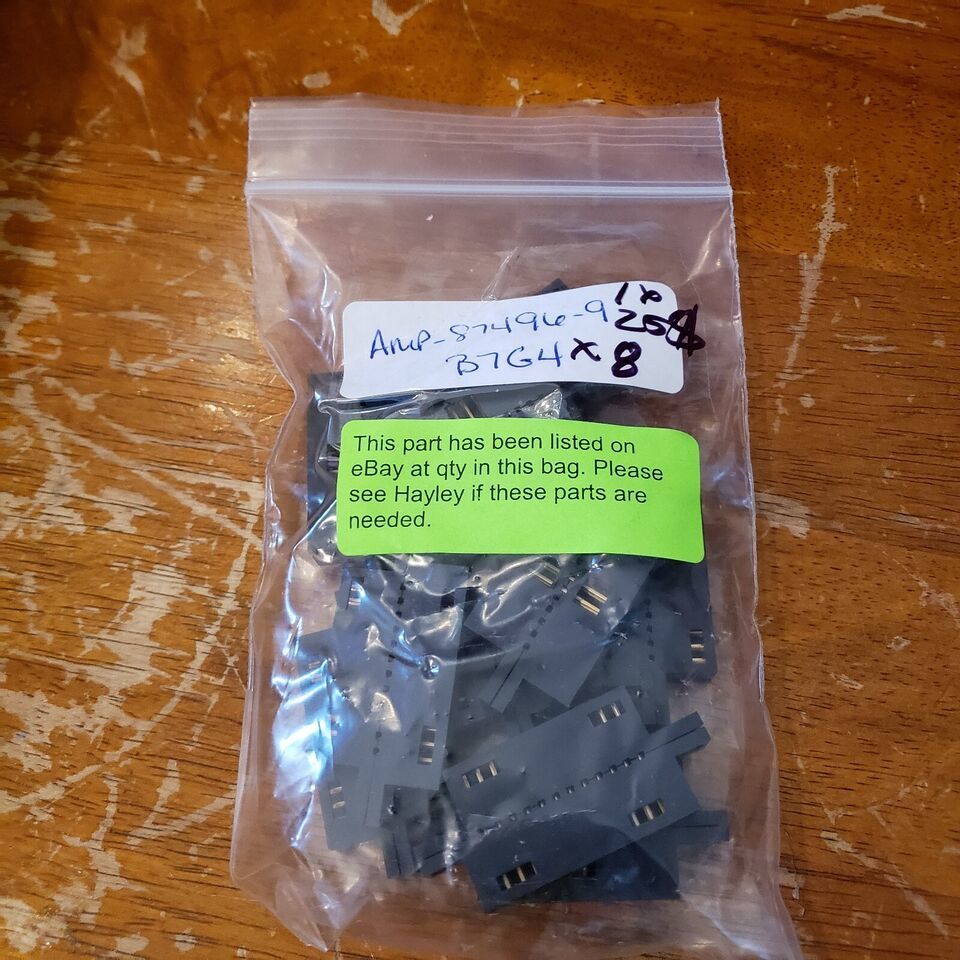 AMP-87496-9
B7G4 x 8
1x
25$
This part has been listed on
eBay at qty in this bag. Please
see Hayley if these parts are
needed.